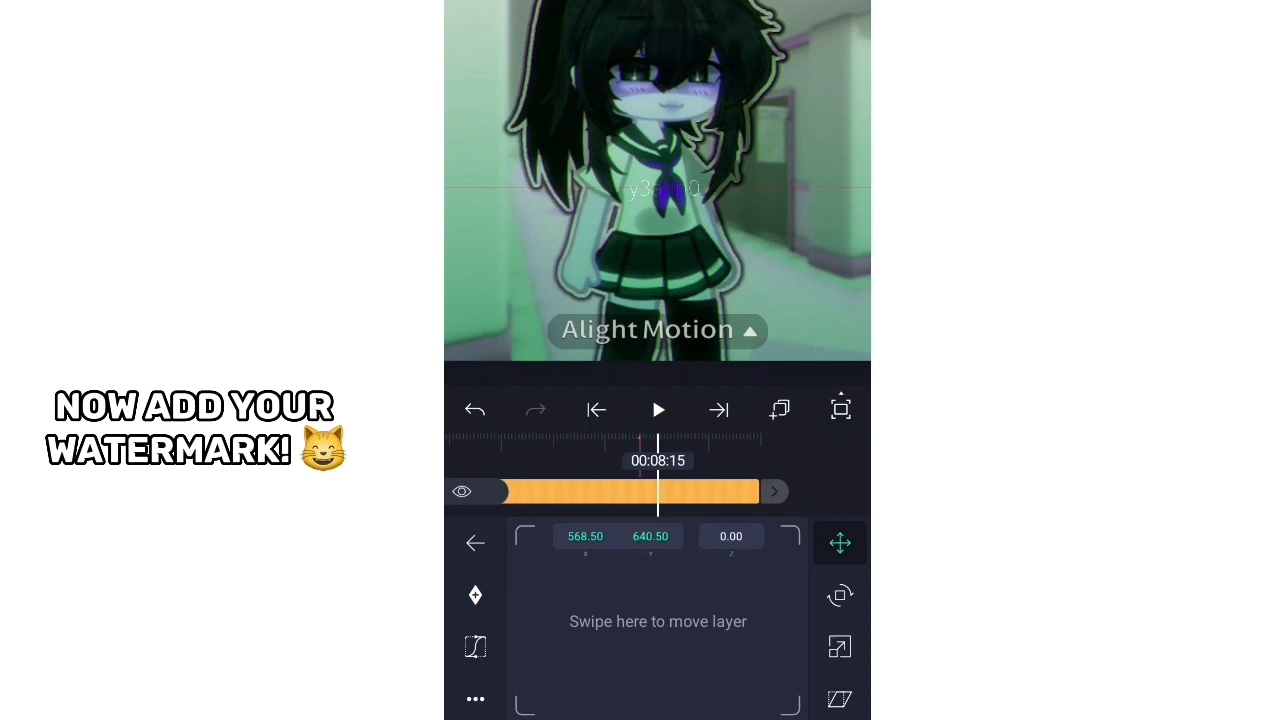 NOW ADD YOUR
WATERMARK! 😸
Alight Motion
00:08:15
568.50 640.50 0.00
X Y Z
Swipe here to move layer